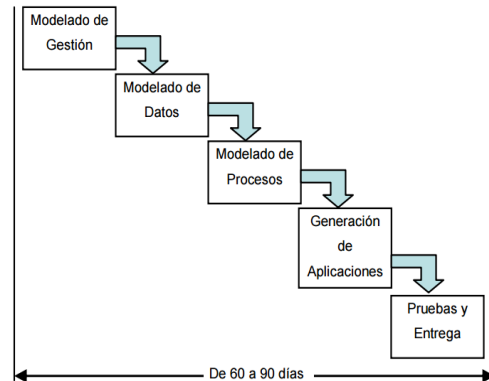 Modelado de
Gestión
Modelado de
Datos
Modelado de
Procesos
Generación
de
Aplicaciones
Pruebas y
Entrega
De 60 a 90 días